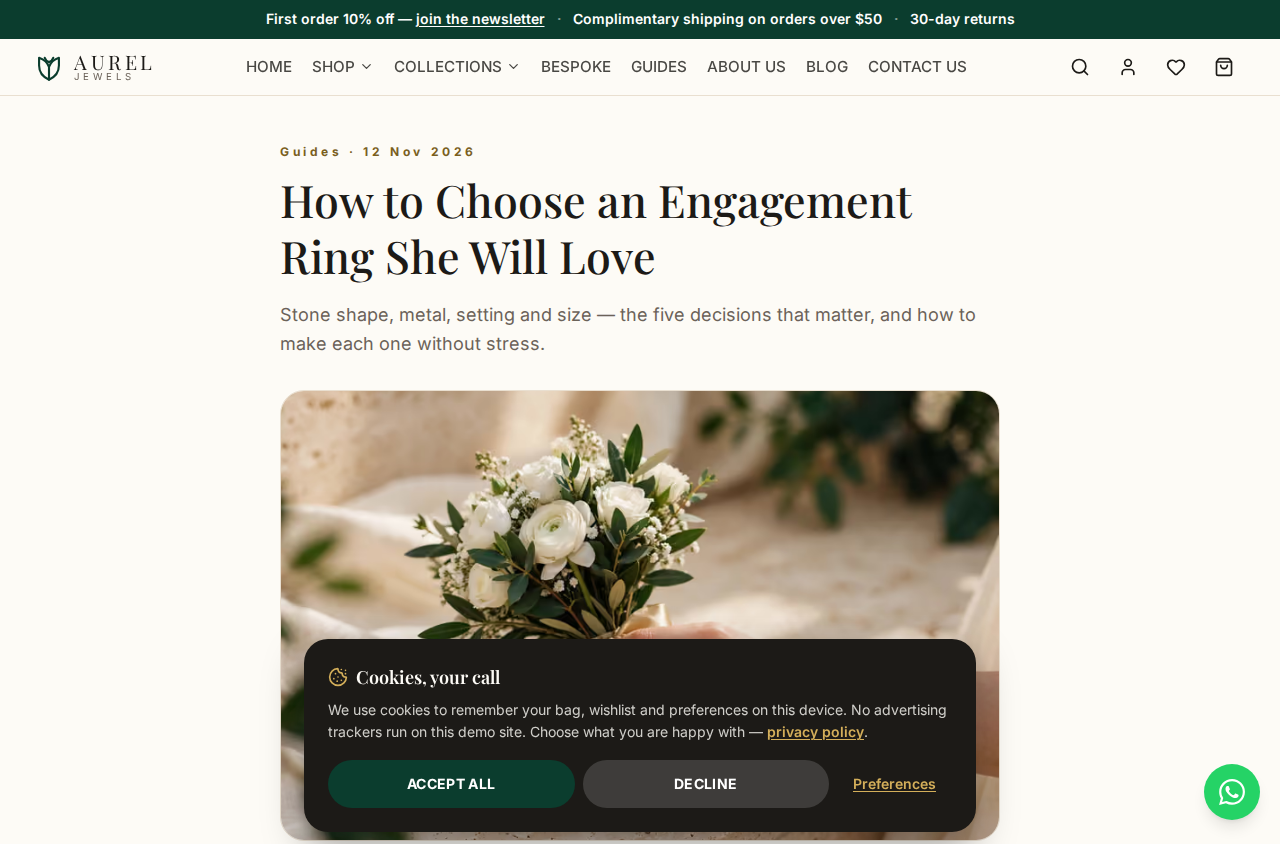 First order 10% off — join the newsletter · Complimentary shipping on orders over $50 · 30-day returns
AUREL
JEWELS
HOME SHOP COLLECTIONS BESPOKE GUIDES ABOUT US BLOG CONTACT US
Guides · 12 Nov 2026
How to Choose an Engagement
Ring She Will Love
Stone shape, metal, setting and size — the five decisions that matter, and how to
make each one without stress.
Cookies, your call
We use cookies to remember your bag, wishlist and preferences on this device. No advertising
trackers run on this demo site. Choose what you are happy with — privacy policy.
ACCEPT ALL DECLINE Preferences